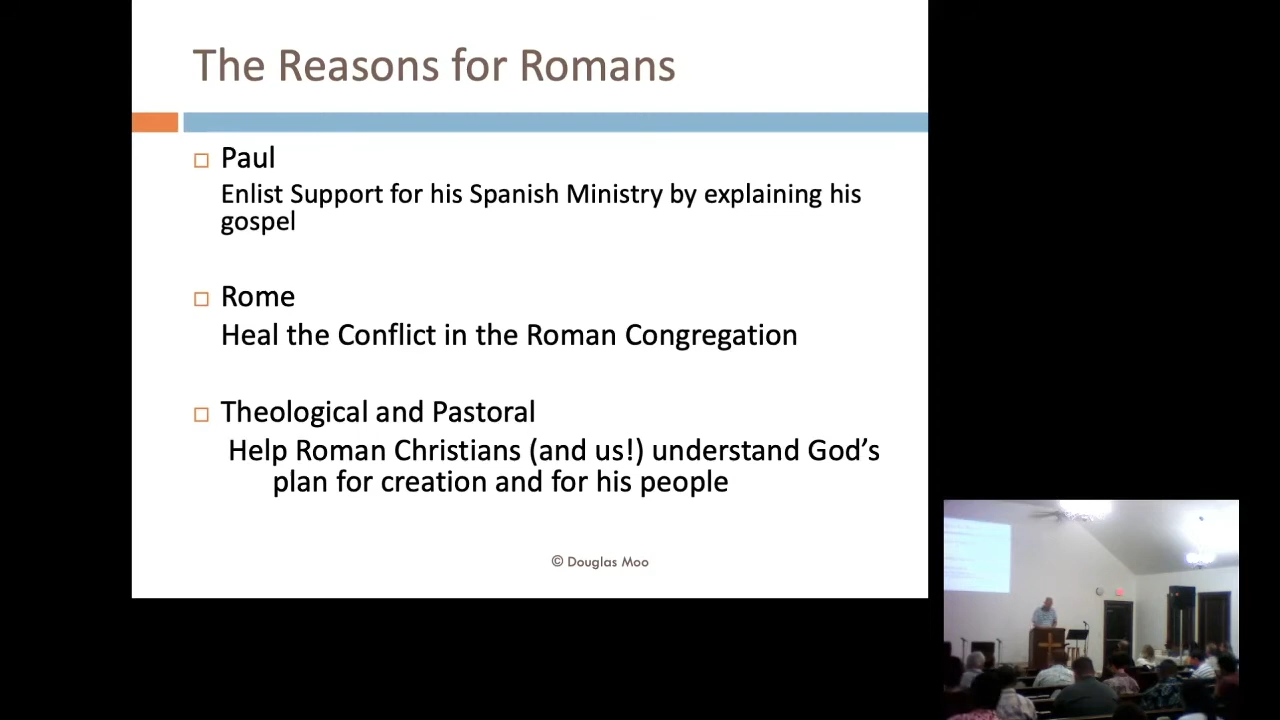 The Reasons for Romans
Paul
Enlist Support for his Spanish Ministry by explaining his
gospel
Rome
Heal the Conflict in the Roman Congregation
Theological and Pastoral
Help Roman Christians (and us!) understand God’s
plan for creation and for his people
© Douglas Moo